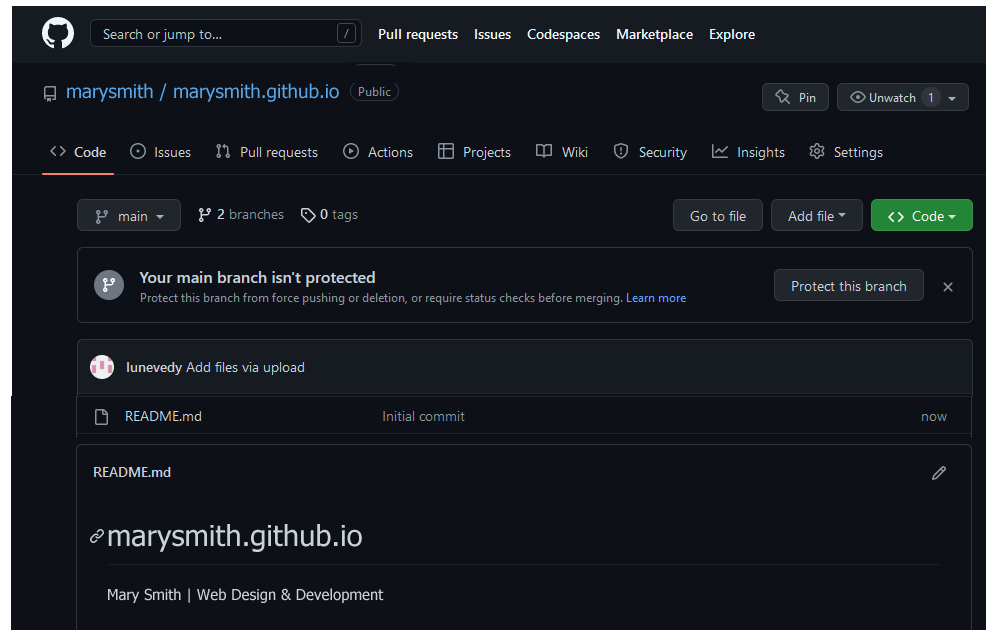 Search or jump to... / Pull requests Issues Codespaces Marketplace Explore
marysmith / marysmith.github.io Public Pin Unwatch 1
Code Issues Pull requests Actions Projects Wiki Security Insights Settings
main 2 branches 0 tags Go to file Add file Code
Your main branch isn't protected
Protect this branch from force pushing or deletion, or require status checks before merging. Learn more
Protect this branch
lunevedy Add files via upload
README.md Initial commit now
README.md
marysmith.github.io
Mary Smith | Web Design & Development